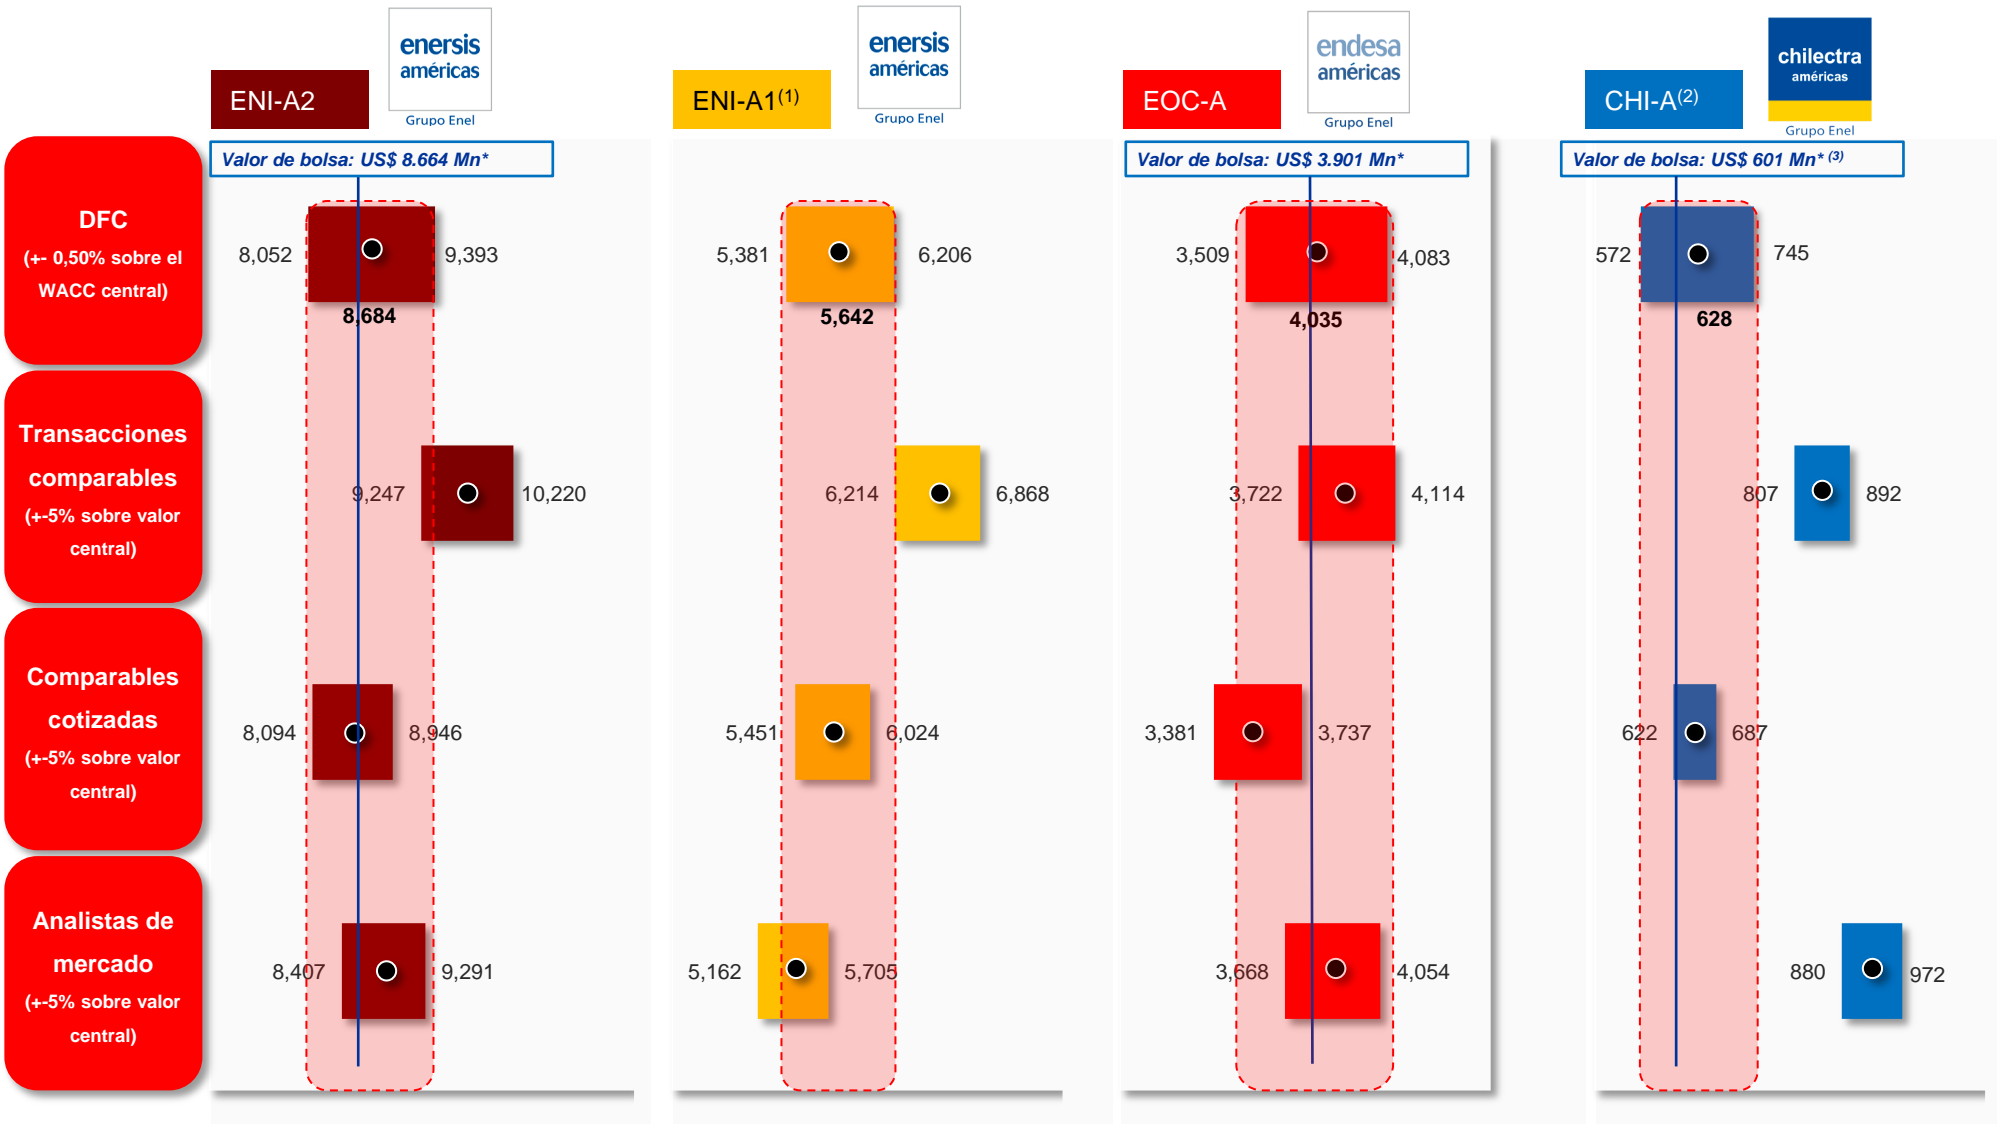 enersis
américas
Grupo Enel
enersis
américas
Grupo Enel
endesa
américas
Grupo Enel
chilectra
américas
Grupo Enel
ENI-A2
ENI-A1(1)
EOC-A
CHI-A(2)
Valor de bolsa: US$ 8.664 Mn*
Valor de bolsa: US$ 3.901 Mn*
Valor de bolsa: US$ 601 Mn* (3)
DFC
(+- 0,50% sobre el
WACC central)
8,052
9,393
8,684
5,381
6,206
5,642
3,509
4,083
4,035
572
745
628
Transacciones
comparables
(+-5% sobre valor
central)
9,247
10,220
6,214
6,868
3,722
4,114
807
892
Comparables
cotizadas
(+-5% sobre valor
central)
8,094
8,946
5,451
6,024
3,381
3,737
622
687
Analistas de
mercado
(+-5% sobre valor
central)
8,407
9,291
5,162
5,705
3,668
4,054
880
972